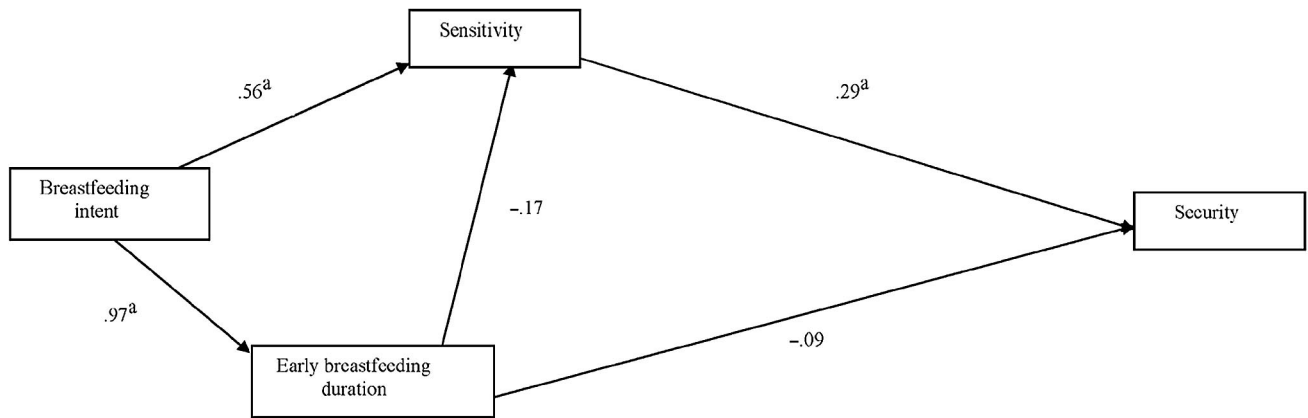 Sensitivity
.56a
.29a
Breastfeeding
intent
-.17
Security
.97a
-.09
Early breastfeeding
duration